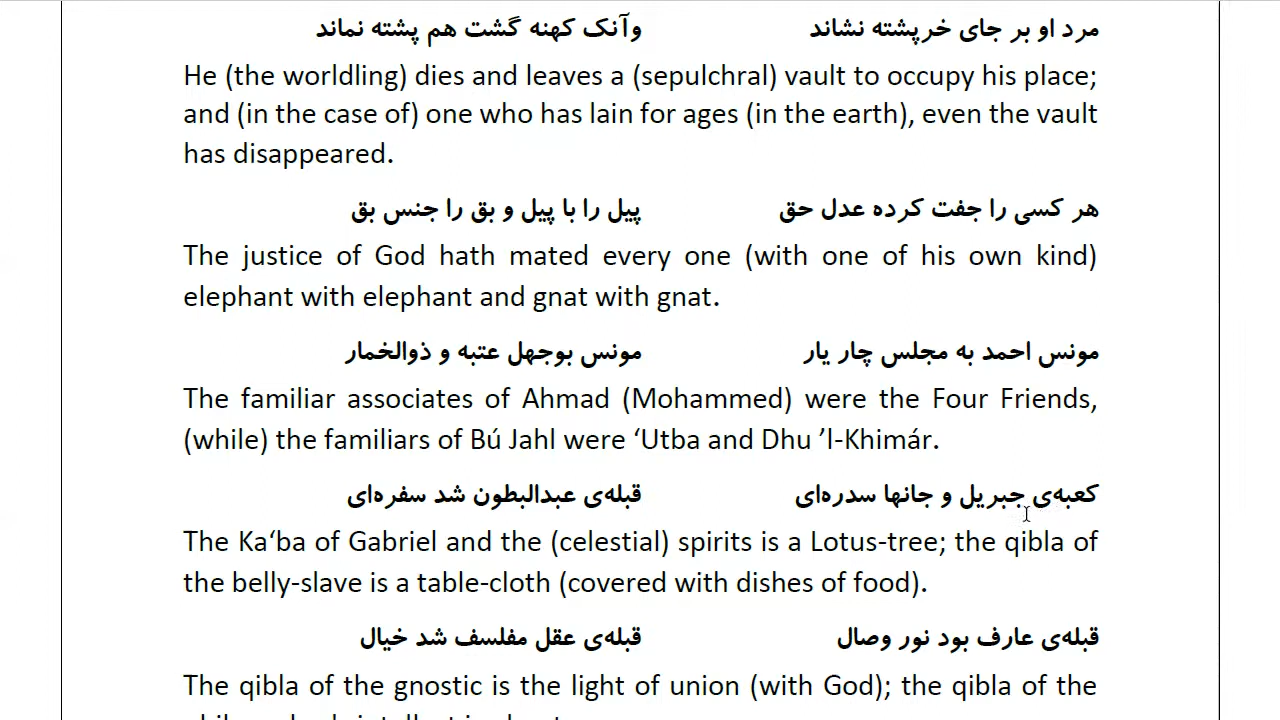 مرد او بر جای خرپشته نشاند وآنک کهنه گشت هم پشته نماند
He (the worldling) dies and leaves a (sepulchral) vault to occupy his place;
and (in the case of) one who has lain for ages (in the earth), even the vault
has disappeared.
هر کسی را جفت کرده عدل حق پیل را با پیل و بق را جنس بق
The justice of God hath mated every one (with one of his own kind)
elephant with elephant and gnat with gnat.
مونس احمد به مجلس چار یار مونس بوجهل عتبه و ذوالخمار
The familiar associates of Ahmad (Mohammed) were the Four Friends,
(while) the familiars of Bú Jahl were ‘Utba and Dhu ’l-Khimár.
کعبه‌ی جبریل و جانها سدره‌ای قبله‌ی عبدالبطون شد سفره‌ای
The Ka‘ba of Gabriel and the (celestial) spirits is a Lotus-tree; the qibla of
the belly-slave is a table-cloth (covered with dishes of food).
قبله‌ی عارف بود نور وصال قبله‌ی عقل مفلسف شد خیال
The qibla of the gnostic is the light of union (with God); the qibla of the